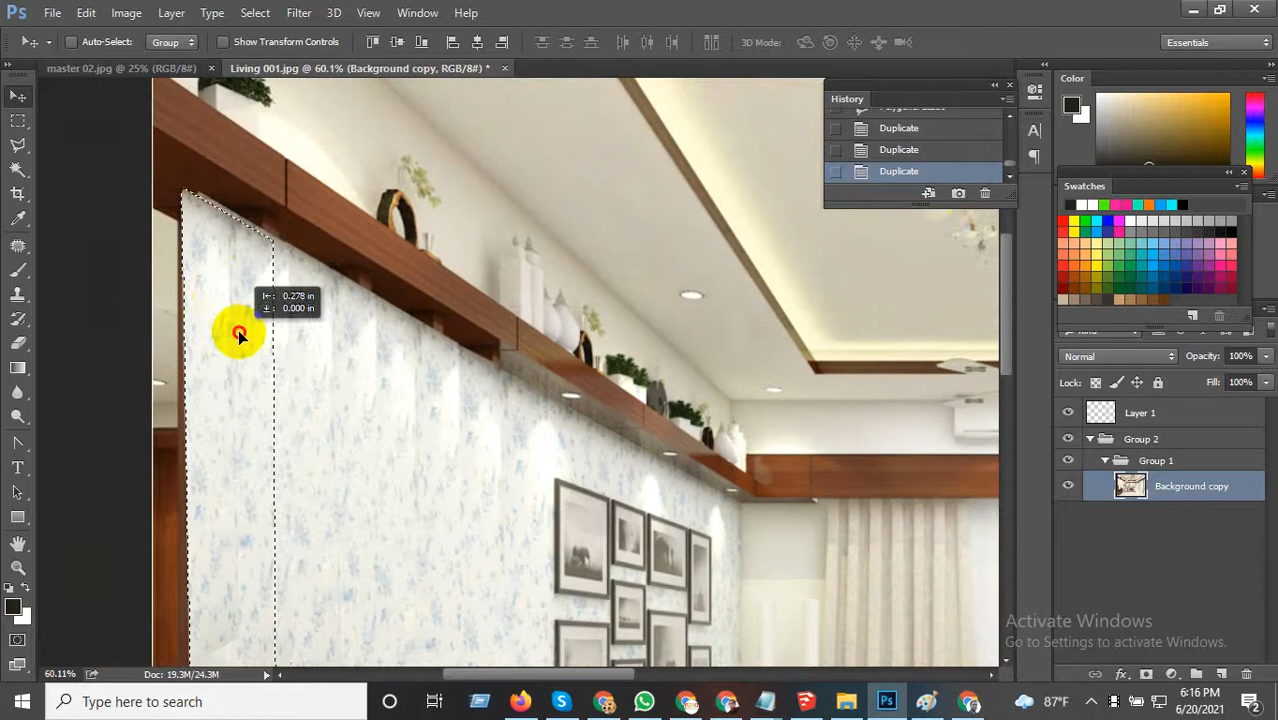 Ps File Edit Image Layer Type Select Filter 3D View Window Help
Auto-Select: Group Show Transform Controls 3D Mode: Essentials
master 02.jpg @ 25% (RGB/8#) × Living 001.jpg @ 60.1% (Background copy, RGB/8#) * ×
Color
History
Duplicate
Duplicate
Duplicate
Swatches
0.278 in
0.000 in
Normal Opacity: 100%
Lock: Fill: 100%
Layer 1
Group 2
Group 1
Background copy
Activate Windows
Go to Settings to activate Windows.
60.11% Doc: 19.3M/24.3M
Type here to search
87°F
6:16 PM
6/20/2021
2